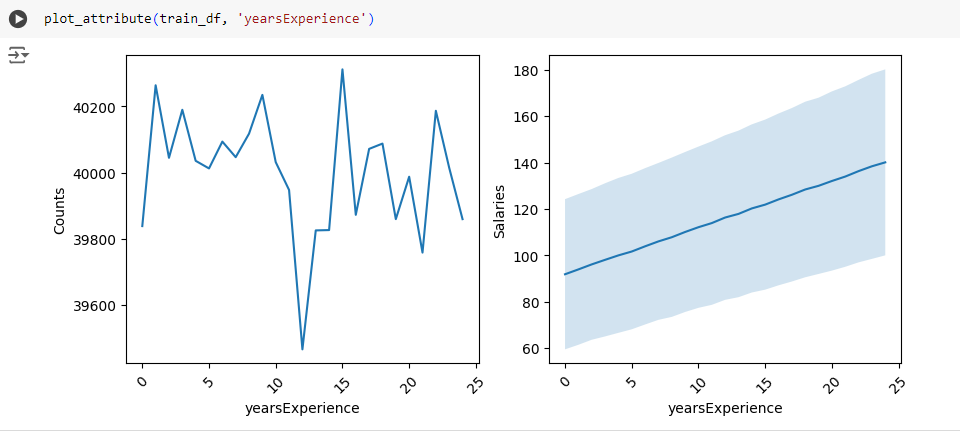 plot_attribute(train_df, 'yearsExperience')
Counts
40200
40000
39800
39600
0 5 10 15 20 25
yearsExperience
Salaries
180
160
140
120
100
80
60
0 5 10 15 20 25
yearsExperience